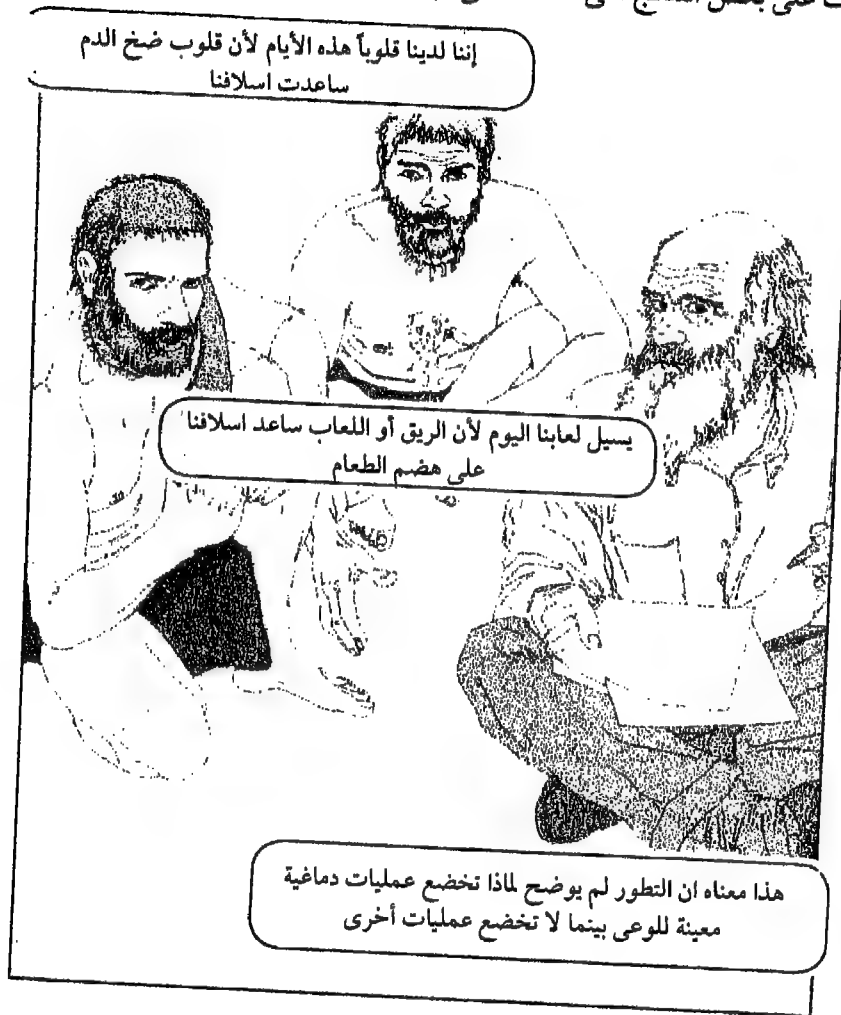 على بعض
إننا لدينا قلوباً هذه الأيام لأن قلوب ضخ الدم
ساعدت اسلافنا
يسيل لعابنا اليوم لأن الريق أو اللعاب ساعد اسلافنا
على هضم الطعام
هذا معناه ان التطور لم يوضح لماذا تخضع عمليات دماغية
معينة للوعى بينما لا تخضع عمليات أخرى